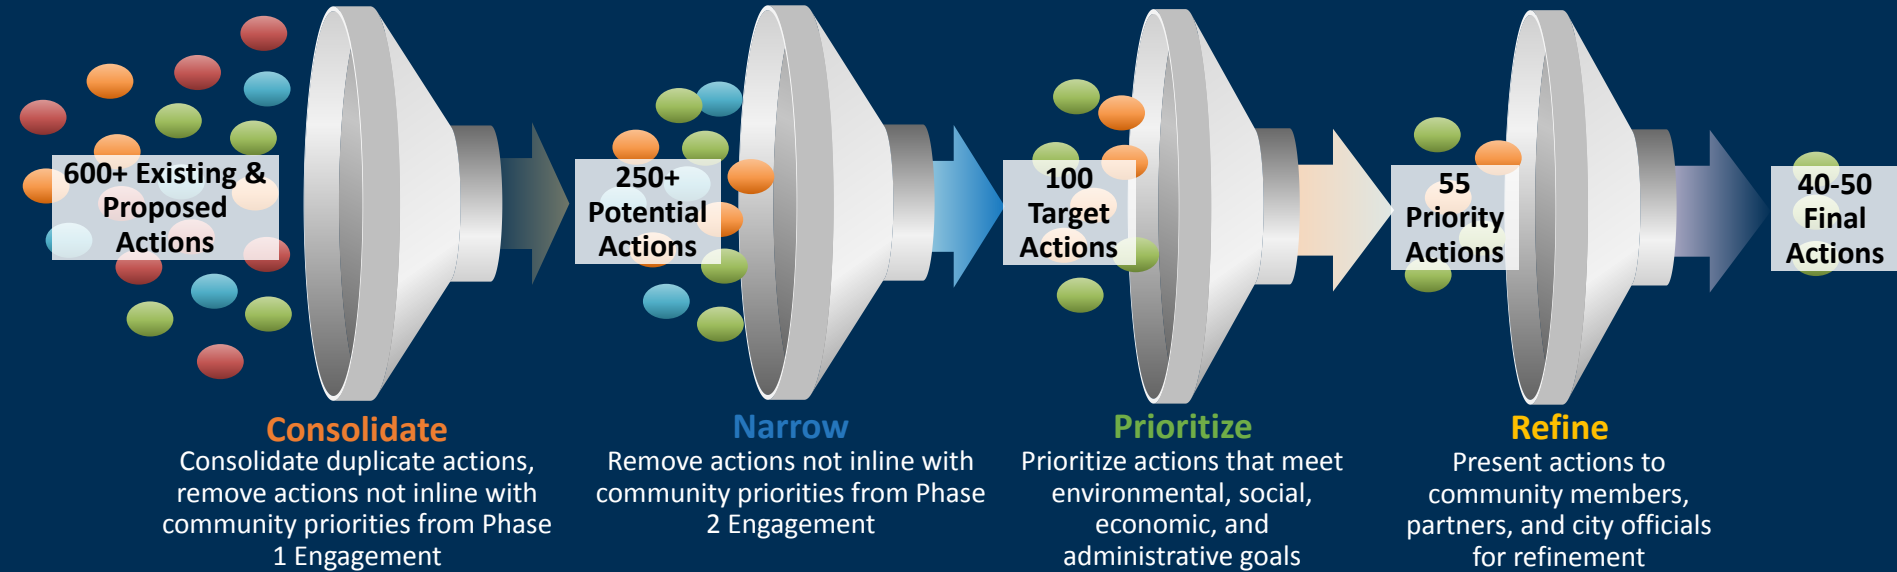 600+ Existing &
Proposed
Actions
250+
Potential
Actions
100
Target
Actions
55
Priority
Actions
40-50
Final
Actions
Consolidate
Consolidate duplicate actions,
remove actions not inline with
community priorities from Phase
1 Engagement
Narrow
Remove actions not inline with
community priorities from Phase
2 Engagement
Prioritize
Prioritize actions that meet
environmental, social,
economic, and
administrative goals
Refine
Present actions to
community members,
partners, and city officials
for refinement